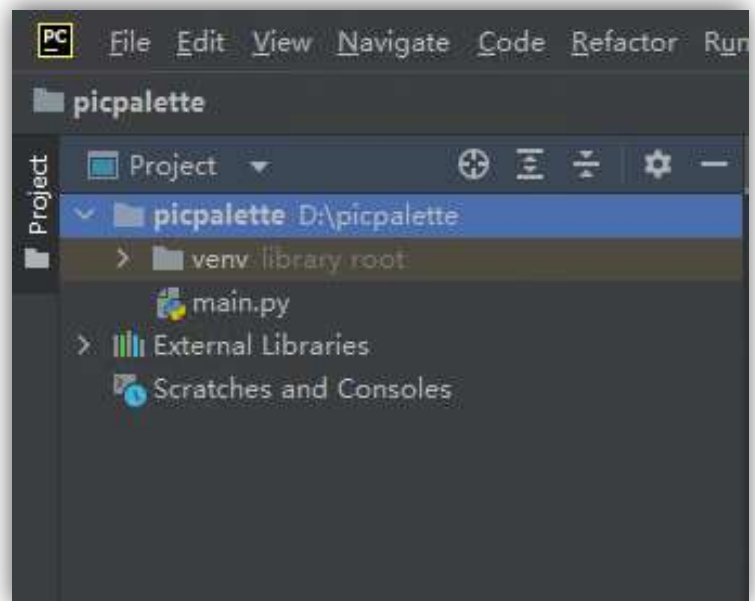 PC File Edit View Navigate Code Refactor Run
picpalette
Project
Project
picpalette D:\picpalette
venv library root
main.py
External Libraries
Scratches and Consoles